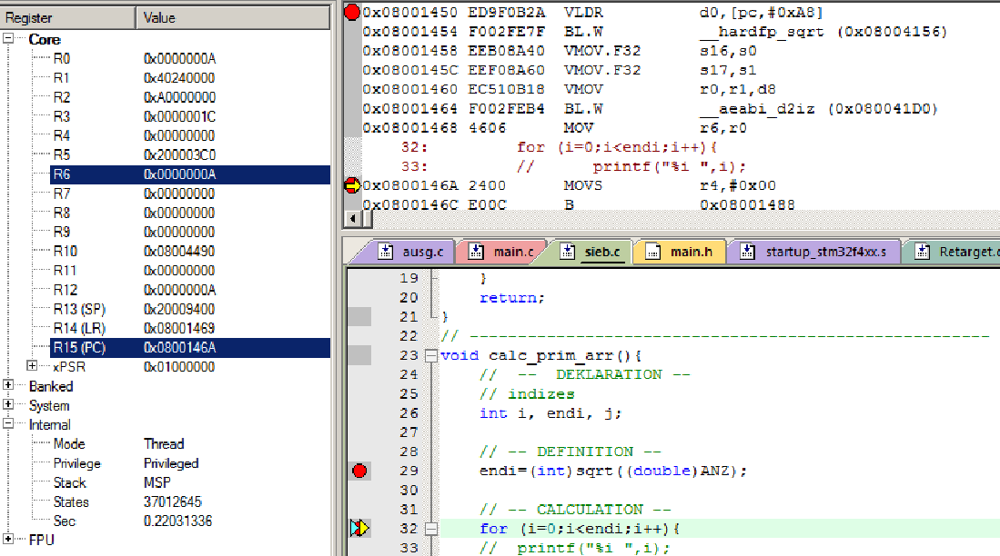 Register Value
Core
R0 0x0000000A
R1 0x40240000
R2 0xA0000000
R3 0x0000001C
R4 0x00000000
R5 0x200003C0
R6 0x0000000A
R7 0x00000000
R8 0x00000000
R9 0x00000000
R10 0x08004490
R11 0x00000000
R12 0x0000000A
R13 (SP) 0x20009400
R14 (LR) 0x08001469
R15 (PC) 0x0800146A
xPSR 0x01000000
Banked
System
Internal
Mode Thread
Privilege Privileged
Stack MSP
States 37012645
Sec 0.22031336
FPU
0x08001450 ED9F0B2A VLDR d0,[pc,#0xA8]
0x08001454 F002FE7F BL.W __hardfp_sqrt (0x08004156)
0x08001458 EEB08A40 VMOV.F32 s16,s0
0x0800145C EEF08A60 VMOV.F32 s17,s1
0x08001460 EC510B18 VMOV r0,r1,d8
0x08001464 F002FEB4 BL.W __aeabi_d2iz (0x080041D0)
0x08001468 4606 MOV r6,r0
32: for (i=0;i<endi;i++){
33: // printf("%i ",i);
0x0800146A 2400 MOVS r4,#0x00
0x0800146C E00C B 0x08001488
ausg.c main.c sieb.c main.h startup_stm32f4xx.s Retarget.c
19 }
20 return;
21 }
22 // -------------------------------------------------------
23 void calc_prim_arr(){
24 // -- DEKLARATION --
25 // indizes
26 int i, endi, j;
27
28 // -- DEFINITION --
29 endi=(int)sqrt((double)ANZ);
30
31 // -- CALCULATION --
32 for (i=0;i<endi;i++){
33 // printf("%i ",i);